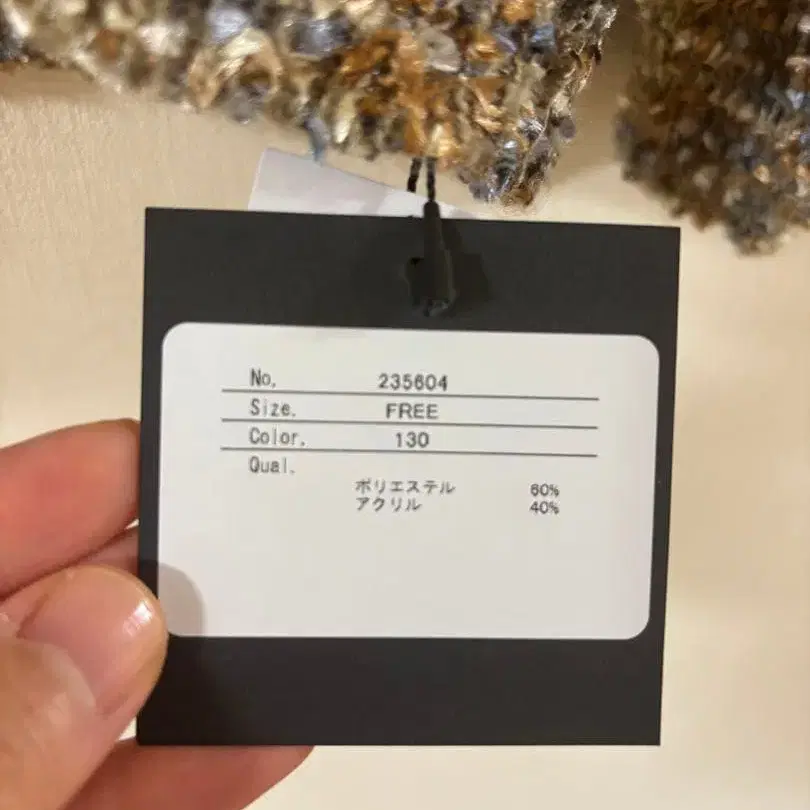 No. 235604
Size. FREE
Color. 130
Qual.
ポリエステル 60%
アクリル 40%